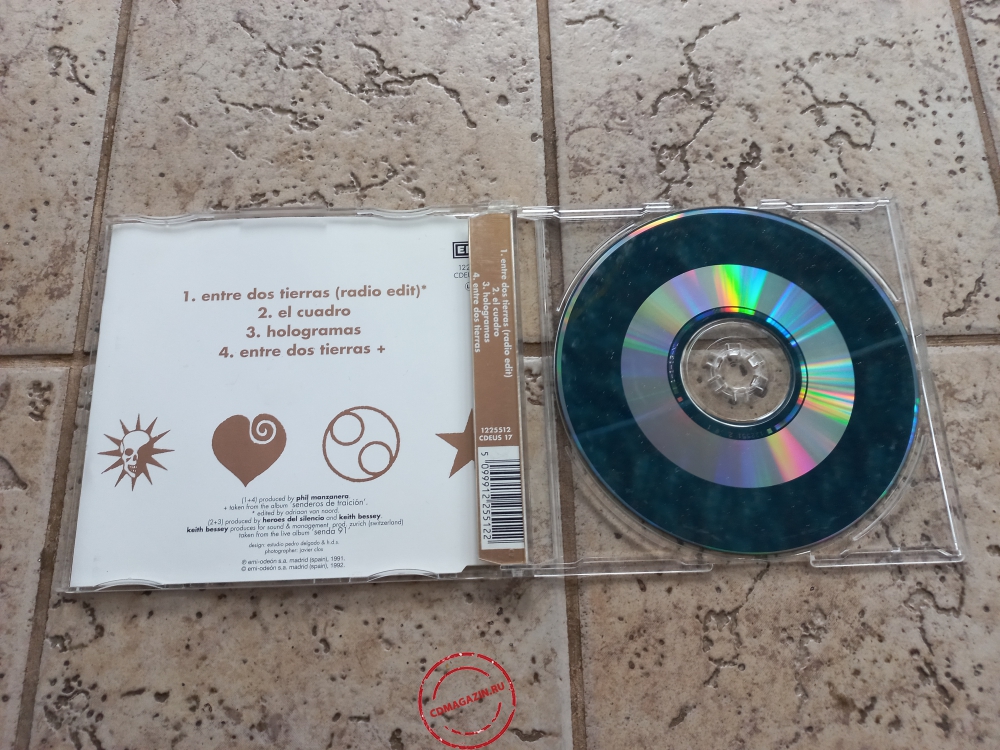 1. entre dos tierras (radio edit)*
2. el cuadro
3. hologramas
4. entre dos tierras +
(1+4) produced by phil manzanera.
+ taken from the album 'senderos de traición'.
* edited by adriaan van noord.
(2+3) produced by heroes del silencio and keith bessey.
keith bessey produces for sound & management prod. zurich (switzerland)
taken from the live album 'senda 91'
design: estudio pedro delgado & h.d.s.
photographer: javier clos
℗ emi-odeón s.a. madrid (spain), 1991.
© emi-odeón s.a. madrid (spain), 1992.
1. entre dos tierras (radio edit)
2. el cuadro
3. hologramas
4. entre dos tierras
1225512
CDEUS 17
5 099912 255122
CDMAGAZIN.RU